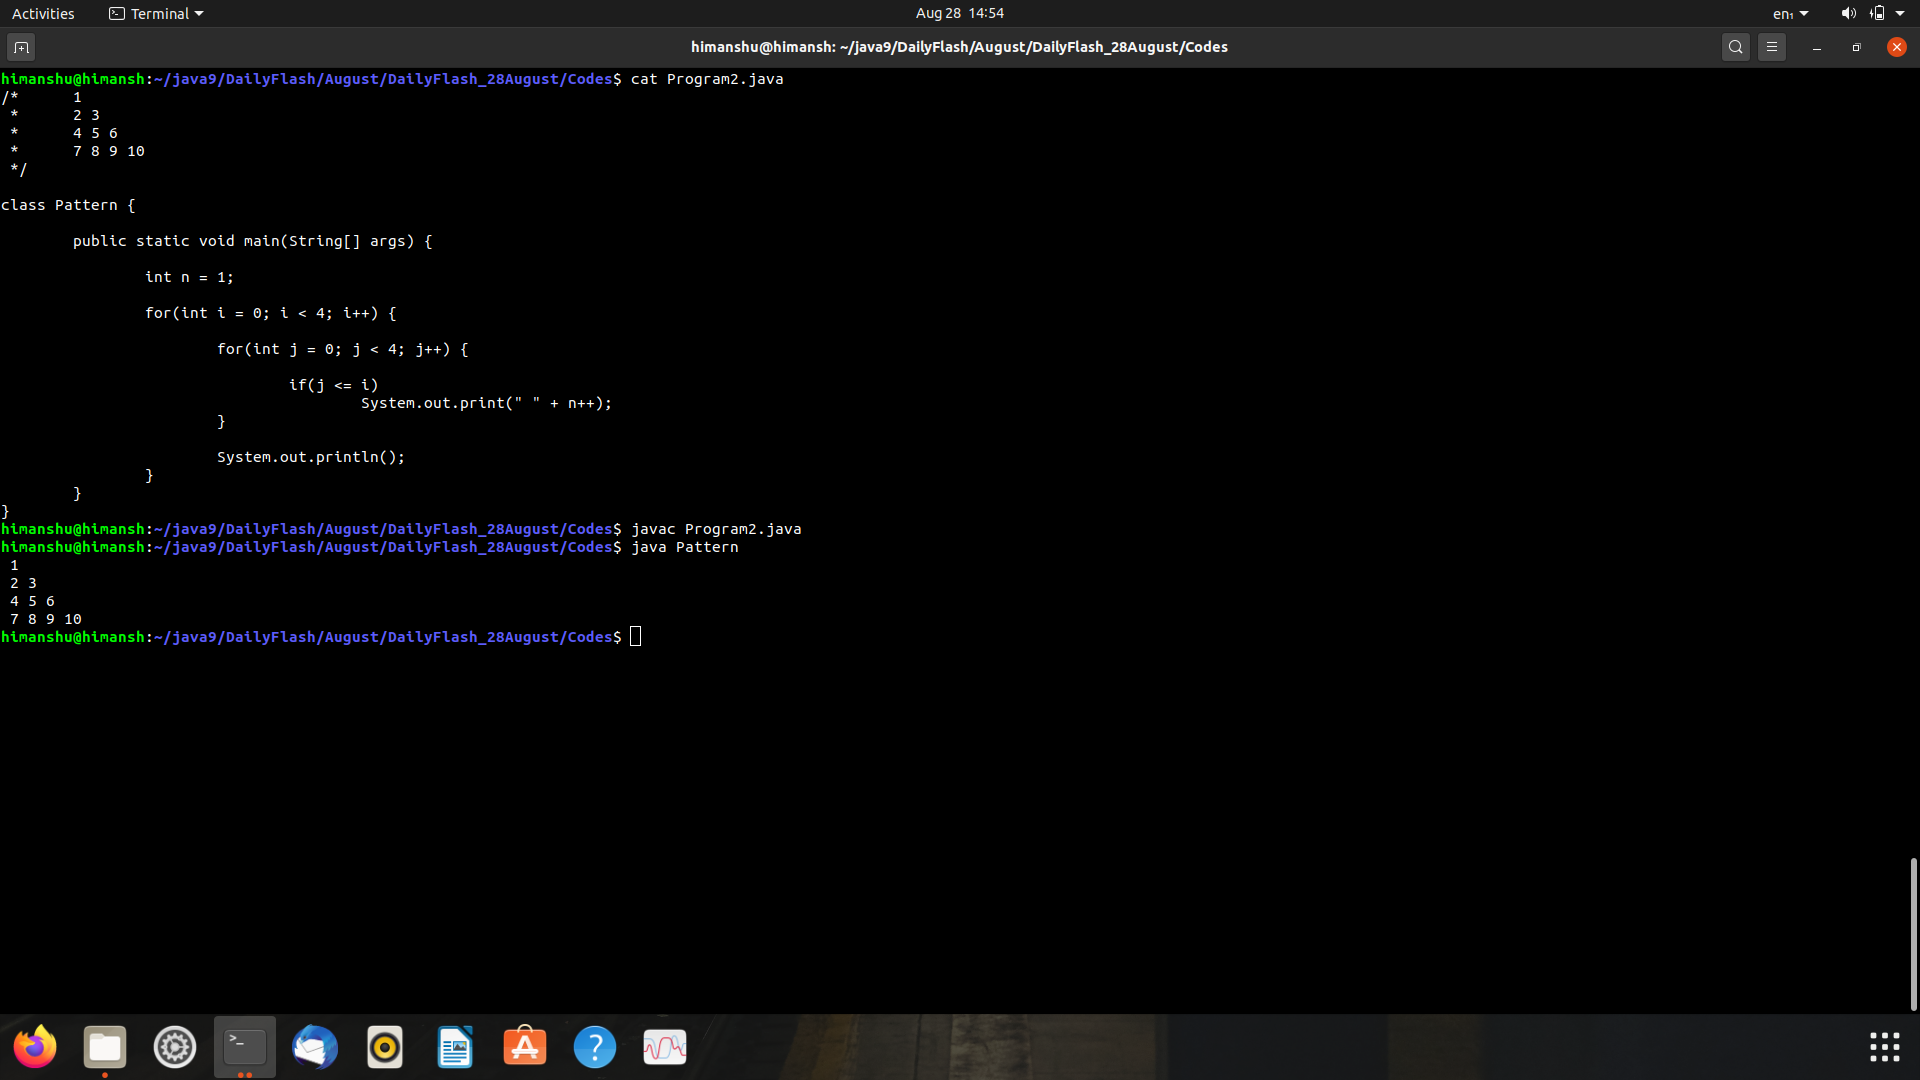 Activities Terminal Aug 28 14:54 en₁
himanshu@himansh: ~/java9/DailyFlash/August/DailyFlash_28August/Codes
himanshu@himansh:~/java9/DailyFlash/August/DailyFlash_28August/Codes$ cat Program2.java
/*      1
 *      2 3
 *      4 5 6
 *      7 8 9 10
 */
class Pattern {
        public static void main(String[] args) {
                int n = 1;
                for(int i = 0; i < 4; i++) {
                        for(int j = 0; j < 4; j++) {
                                if(j <= i)
                                        System.out.print(" " + n++);
                        }
                        System.out.println();
                }
        }
}
himanshu@himansh:~/java9/DailyFlash/August/DailyFlash_28August/Codes$ javac Program2.java
himanshu@himansh:~/java9/DailyFlash/August/DailyFlash_28August/Codes$ java Pattern
 1
 2 3
 4 5 6
 7 8 9 10
himanshu@himansh:~/java9/DailyFlash/August/DailyFlash_28August/Codes$